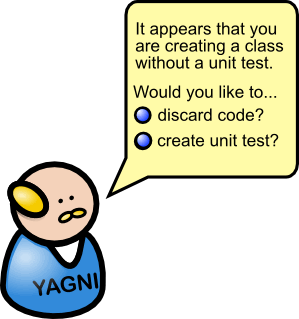 It appears that you
are creating a class
without a unit test.
Would you like to...
discard code?
create unit test?
YAGNI